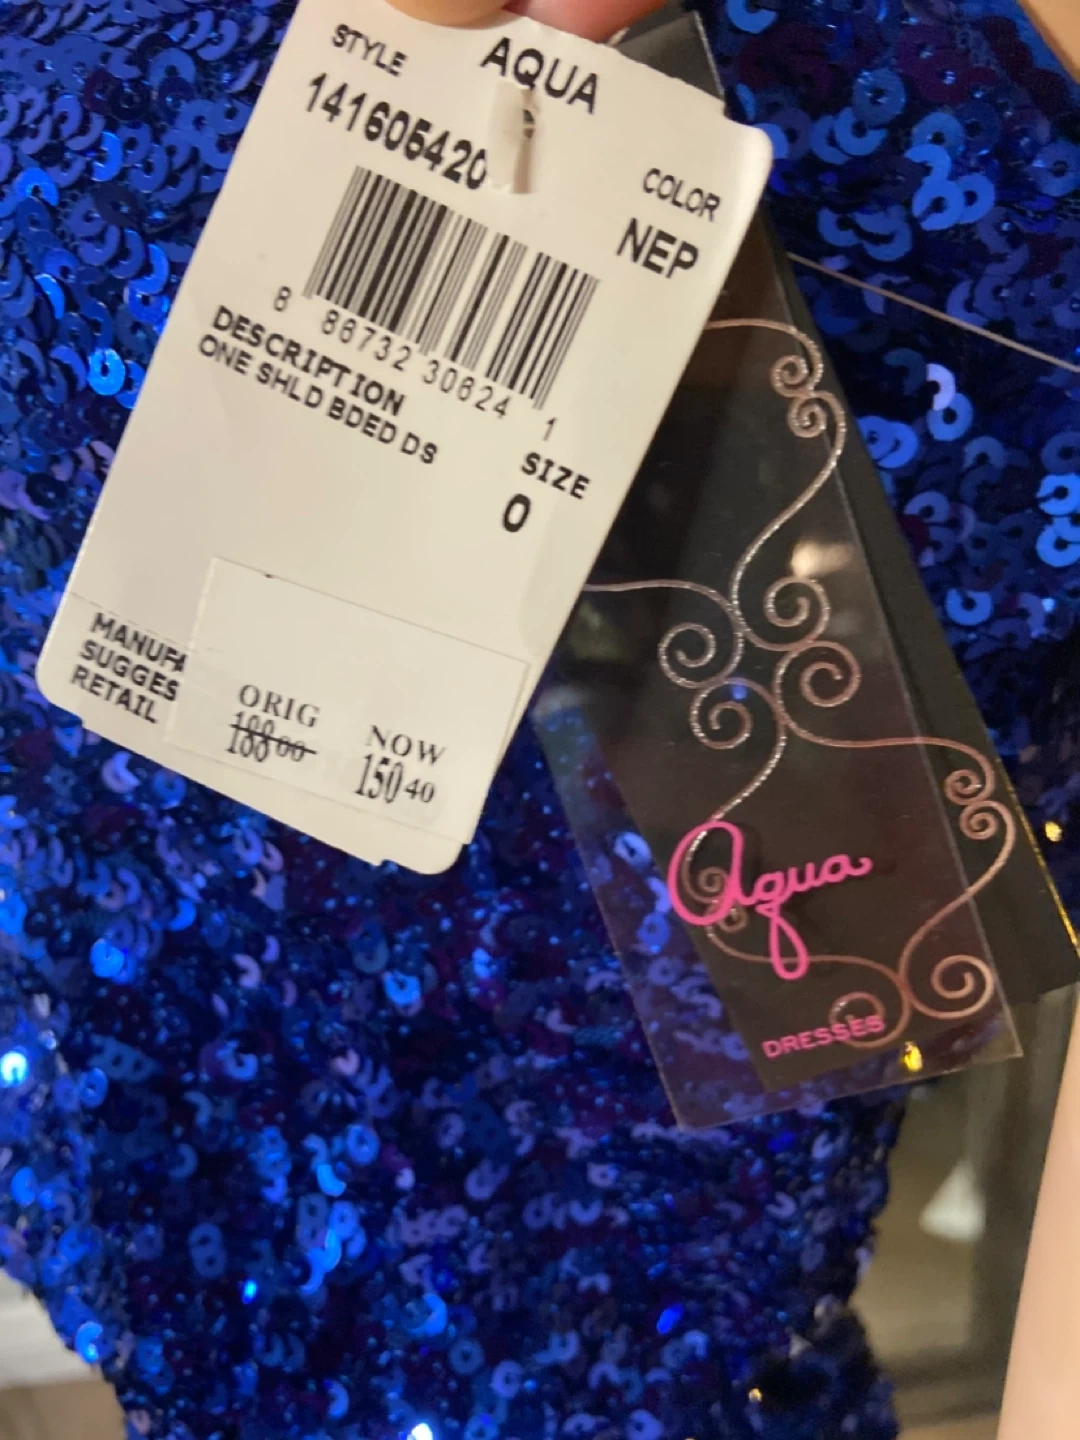 AQUA
STYLE
141605420
COLOR
NEP
8 86732 30624 1
DESCRIPTION
ONE SHLD BDED DS
SIZE
0
MANUFA
SUGGES
RETAIL
ORIG
188 00
NOW
150 40
Aqua
DRESSES